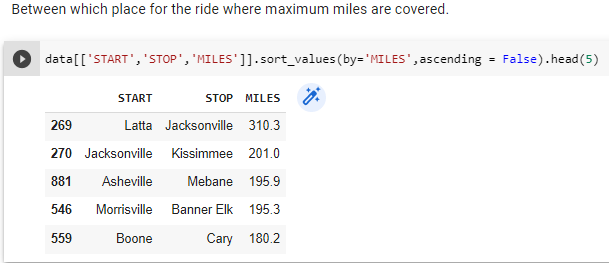 Between which place for the ride where maximum miles are covered.
data[['START','STOP','MILES']].sort_values(by='MILES',ascending = False).head(5)
START STOP MILES
269 Latta Jacksonville 310.3
270 Jacksonville Kissimmee 201.0
881 Asheville Mebane 195.9
546 Morrisville Banner Elk 195.3
559 Boone Cary 180.2